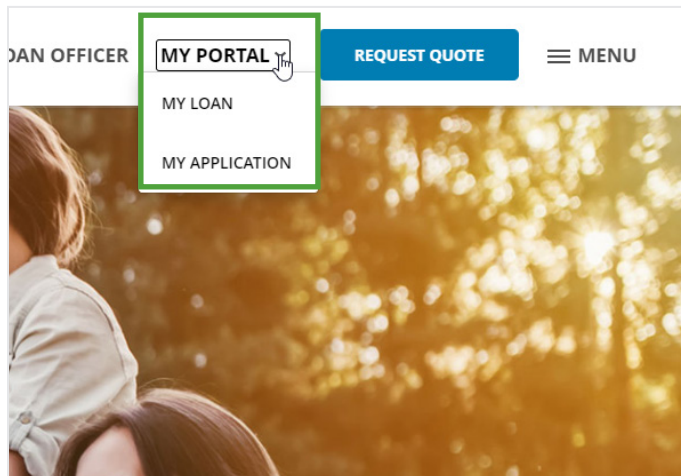 OAN OFFICER MY PORTAL REQUEST QUOTE MENU
MY LOAN
MY APPLICATION